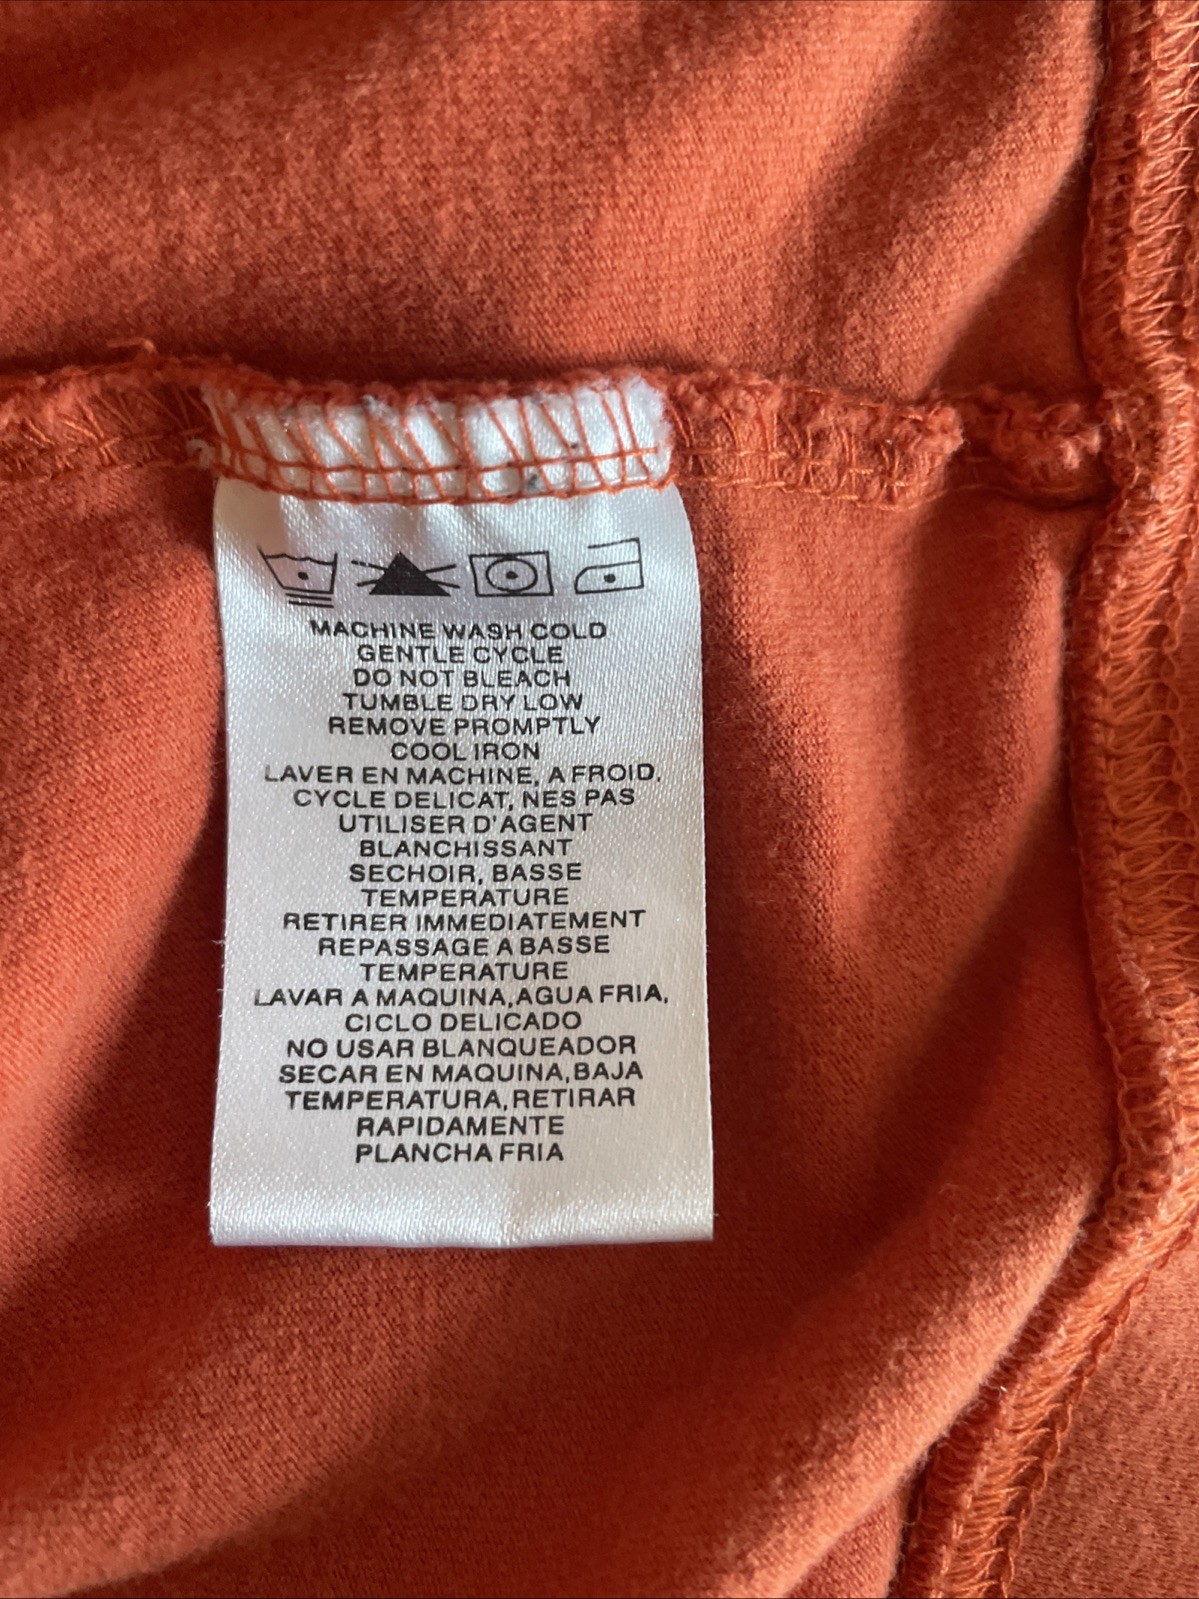 MACHINE WASH COLD
GENTLE CYCLE
DO NOT BLEACH
TUMBLE DRY LOW
REMOVE PROMPTLY
COOL IRON
LAVER EN MACHINE, A FROID.
CYCLE DELICAT, NES PAS
UTILISER D'AGENT
BLANCHISSANT
SECHOIR, BASSE
TEMPERATURE
RETIRER IMMEDIATEMENT
REPASSAGE A BASSE
TEMPERATURE
LAVAR A MAQUINA,AGUA FRIA,
CICLO DELICADO
NO USAR BLANQUEADOR
SECAR EN MAQUINA,BAJA
TEMPERATURA,RETIRAR
RAPIDAMENTE
PLANCHA FRIA